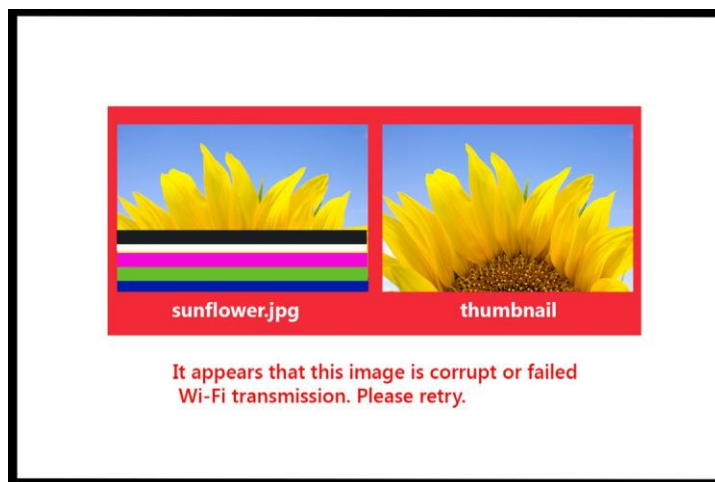 sunflower.jpg
thumbnail
It appears that this image is corrupt or failed
Wi-Fi transmission. Please retry.